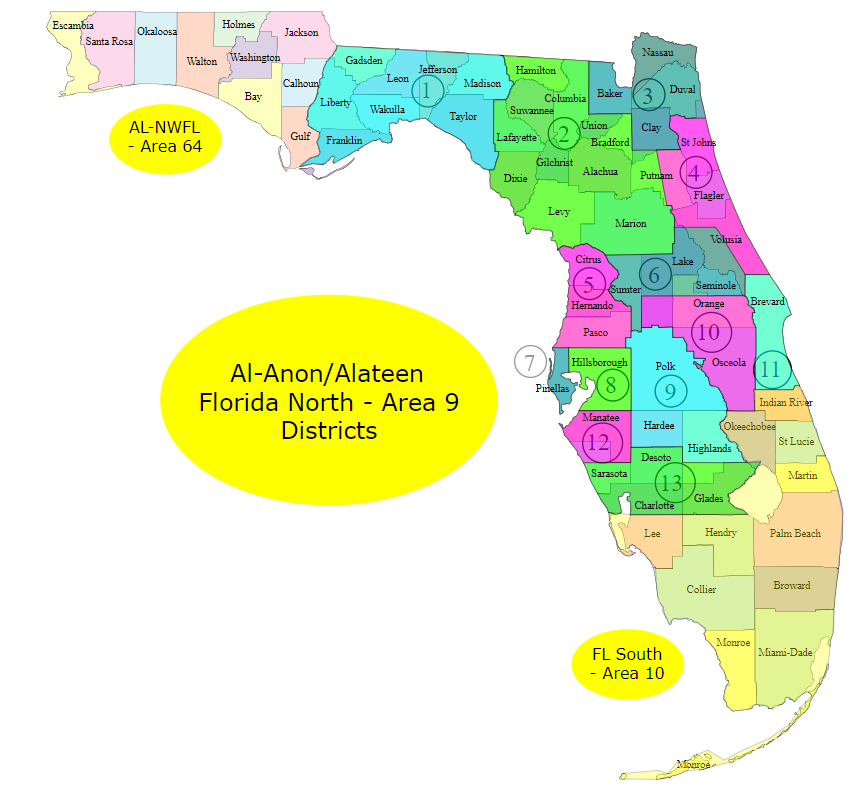 Escambia
Santa Rosa
Okaloosa
Walton
Holmes
Washington
Jackson
Bay
Calhoun
Gulf
AL-NWFL
- Area 64
Gadsden
Liberty
Franklin
Leon
Wakulla
Jefferson
1
Madison
Taylor
Hamilton
Suwannee
Columbia
Lafayette
2
Union
Bradford
Gilchrist
Dixie
Alachua
Putnam
Levy
Marion
Nassau
Baker
3
Duval
Clay
St Johns
4
Flagler
Volusia
Citrus
5
Hernando
Pasco
Sumter
6
Lake
Seminole
Orange
10
Osceola
Brevard
11
7
Pinellas
Hillsborough
8
Polk
9
Al-Anon/Alateen
Florida North - Area 9
Districts
Manatee
12
Hardee
Highlands
Sarasota
Desoto
13
Charlotte
Glades
Indian River
Okeechobee
St Lucie
Martin
Lee
Hendry
Palm Beach
Collier
Broward
Monroe
Miami-Dade
FL South
- Area 10
Monroe